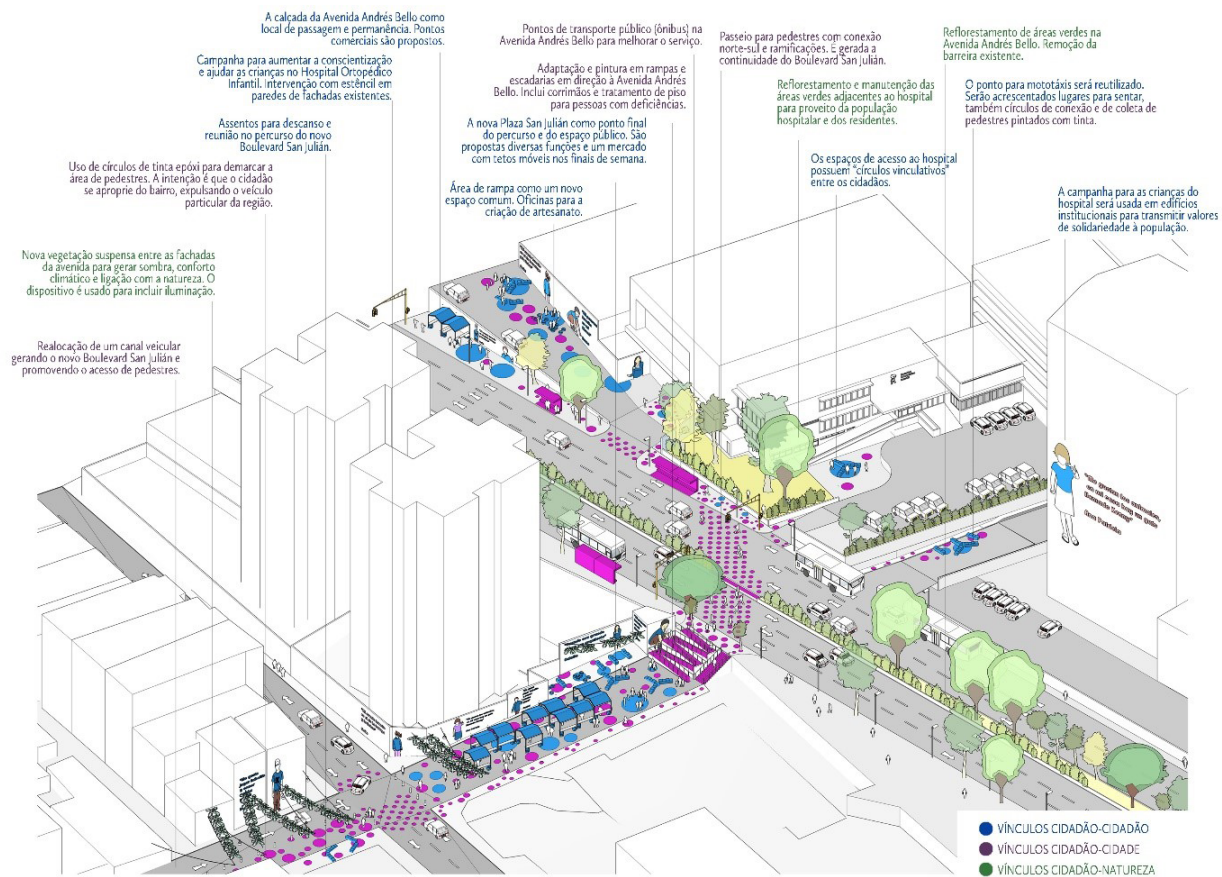 A calçada da Avenida Andrés Bello como
local de passagem e permanência. Pontos
comerciais são propostos.
Campanha para aumentar a conscientização
e ajudar as crianças no Hospital Ortopédico
Infantil. Intervenção com estêncil em
paredes de fachadas existentes.
Assentos para descanso e
reunião no percurso do novo
Boulevard San Julián.
Uso de círculos de tinta epóxi para demarcar a
área de pedestres. A intenção é que o cidadão
se aproprie do bairro, expulsando o veículo
particular da região.
Nova vegetação suspensa entre as fachadas
da avenida para gerar sombra, conforto
climático e ligação com a natureza. O
dispositivo é usado para incluir iluminação.
Realocação de um canal veicular
gerando o novo Boulevard San Julián e
promovendo o acesso de pedestres.
Pontos de transporte público (ônibus) na
Avenida Andrés Bello para melhorar o serviço.
Adaptação e pintura em rampas e
escadarias em direção à Avenida Andrés
Bello. Inclui corrimãos e tratamento de piso
para pessoas com deficiências.
A nova Plaza San Julián como ponto final
do percurso e do espaço público. São
propostas diversas funções e um mercado
com tetos móveis nos finais de semana.
Área de rampa como um novo
espaço comum. Oficinas para a
criação de artesanato.
Passeio para pedestres com conexão
norte-sul e ramificações. É gerada a
continuidade do Boulevard San Julián.
Reflorestamento e manutenção das
áreas verdes adjacentes ao hospital
para proveito da população
hospitalar e dos residentes.
Os espaços de acesso ao hospital
possuem "círculos vinculativos"
entre os cidadãos.
Reflorestamento de áreas verdes na
Avenida Andrés Bello. Remoção da
barreira existente.
O ponto para mototáxis será reutilizado.
Serão acrescentados lugares para sentar,
também círculos de conexão e de coleta de
pedestres pintados com tinta.
A campanha para as crianças do
hospital será usada em edifícios
institucionais para transmitir valores
de solidariedade à população.
VÍNCULOS CIDADÃO-CIDADÃO
VÍNCULOS CIDADÃO-CIDADE
VÍNCULOS CIDADÃO-NATUREZA